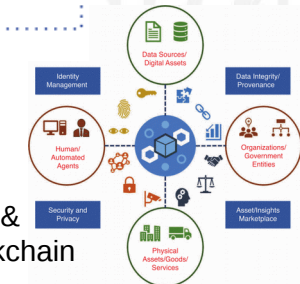 Data Sources/
Digital Assets
Identity
Management
Data Integrity/
Provenance
Human/
Automated
Agents
Organizations/
Government
Entities
Security and
Privacy
&
Asset/Insights
Marketplace
Physical
Assets/Goods/
Services